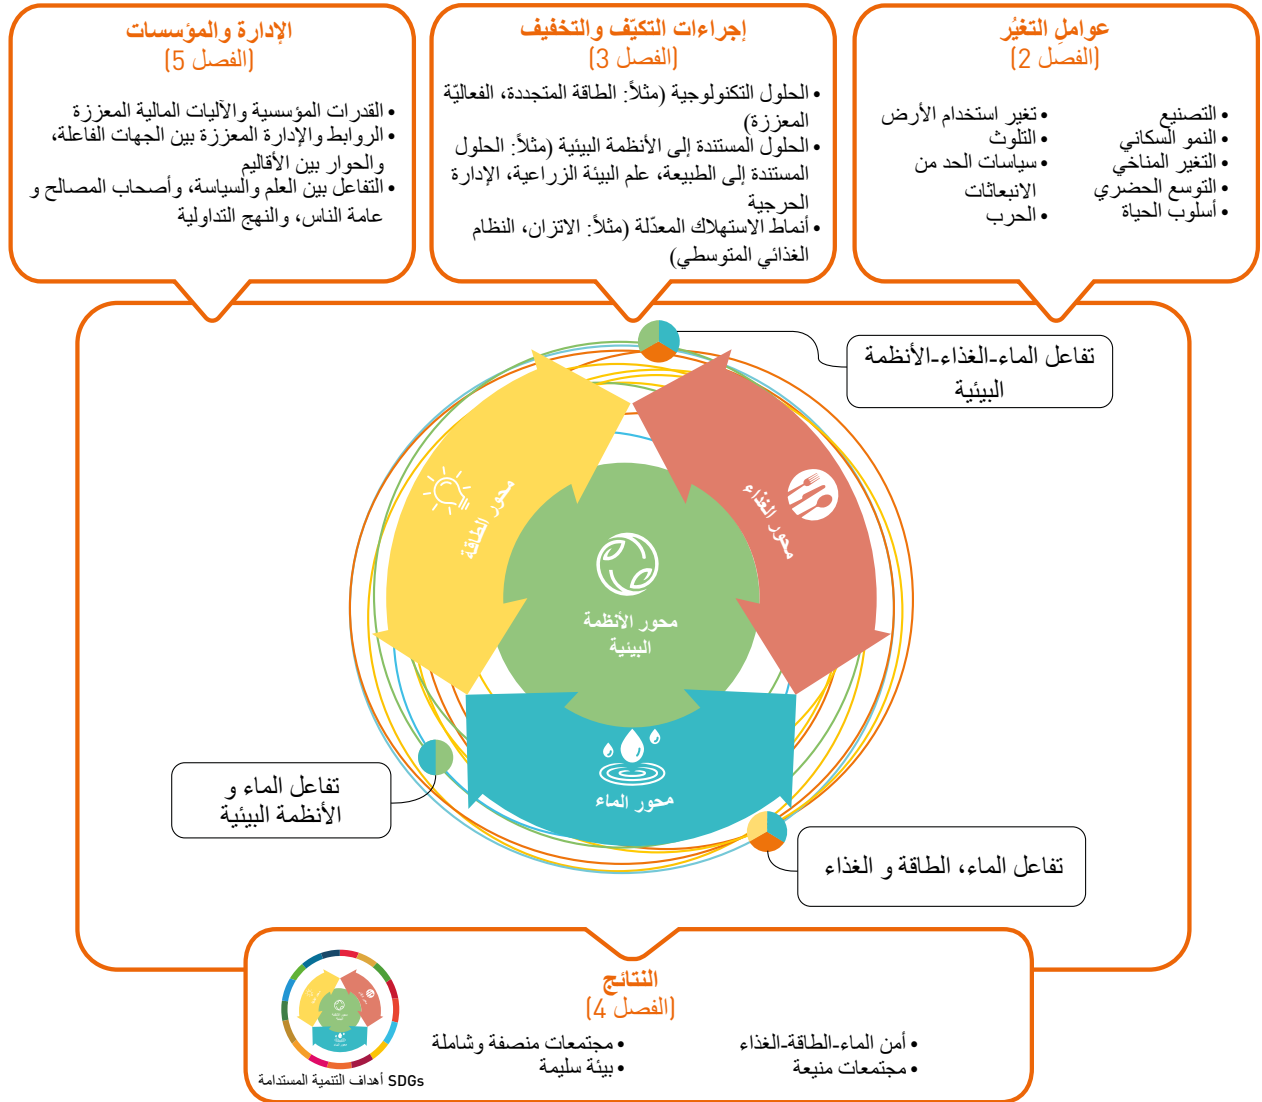 عوامل التغيُر
(الفصل 2)
• التصنيع
• النمو السكاني
• التغير المناخي
• التوسع الحضري
• أسلوب الحياة
• تغير استخدام الأرض
• التلوث
• سياسات الحد من
الانبعاثات
• الحرب
إجراءات التكيّف والتخفيف
(الفصل 3)
• الحلول التكنولوجية (مثلاً: الطاقة المتجددة، الفعاليّة
المعززة)
• الحلول المستندة إلى الأنظمة البيئية (مثلاً: الحلول
المستندة إلى الطبيعة، علم البيئة الزراعية، الإدارة
الحرجية
• أنماط الاستهلاك المعدّلة (مثلاً: الاتزان، النظام
الغذائي المتوسطي)
الإدارة والمؤسسات
(الفصل 5)
• القدرات المؤسسية والآليات المالية المعززة
• الروابط والإدارة المعززة بين الجهات الفاعلة،
والحوار بين الأقاليم
• التفاعل بين العلم والسياسة، وأصحاب المصالح و
عامة الناس، والنهج التداولية
تفاعل الماء-الغذاء-الأنظمة
البيئية
محور الغذاء
محور الطاقة
محور الأنظمة
البيئية
محور الماء
تفاعل الماء و
الأنظمة البيئية
تفاعل الماء، الطاقة و الغذاء
النتائج
(الفصل 4)
• أمن الماء-الطاقة-الغذاء
• مجتمعات منيعة
• مجتمعات منصفة وشاملة
• بيئة سليمة
SDGs أهداف التنمية المستدامة